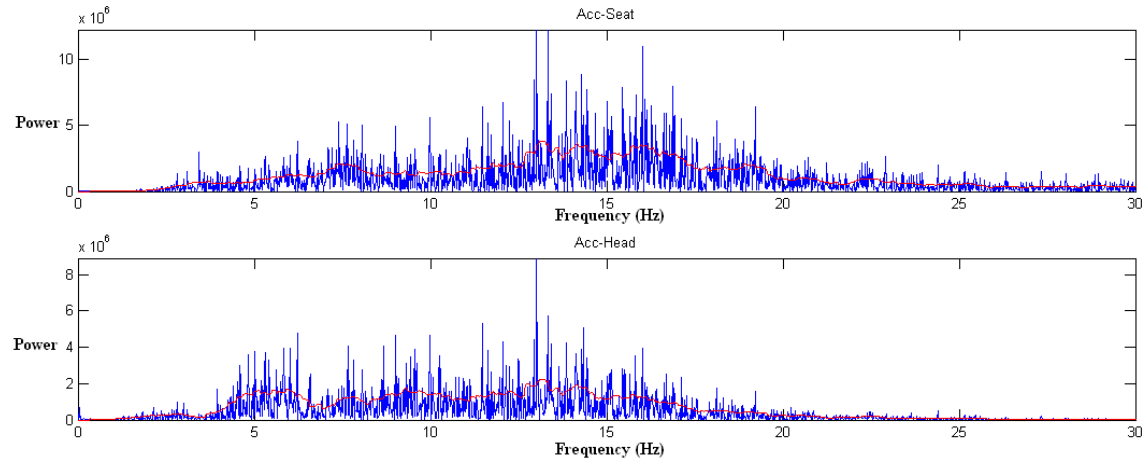 Acc-Seat
x 10^6
10
5
0
Power
0 5 10 15 20 25 30
Frequency (Hz)
Acc-Head
x 10^6
8
6
4
2
0
Power
0 5 10 15 20 25 30
Frequency (Hz)